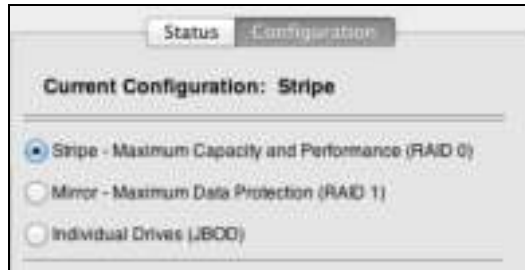 Status Configuration
Current Configuration: Stripe
Stripe - Maximum Capacity and Performance (RAID 0)
Mirror - Maximum Data Protection (RAID 1)
Individual Drives (JBOD)